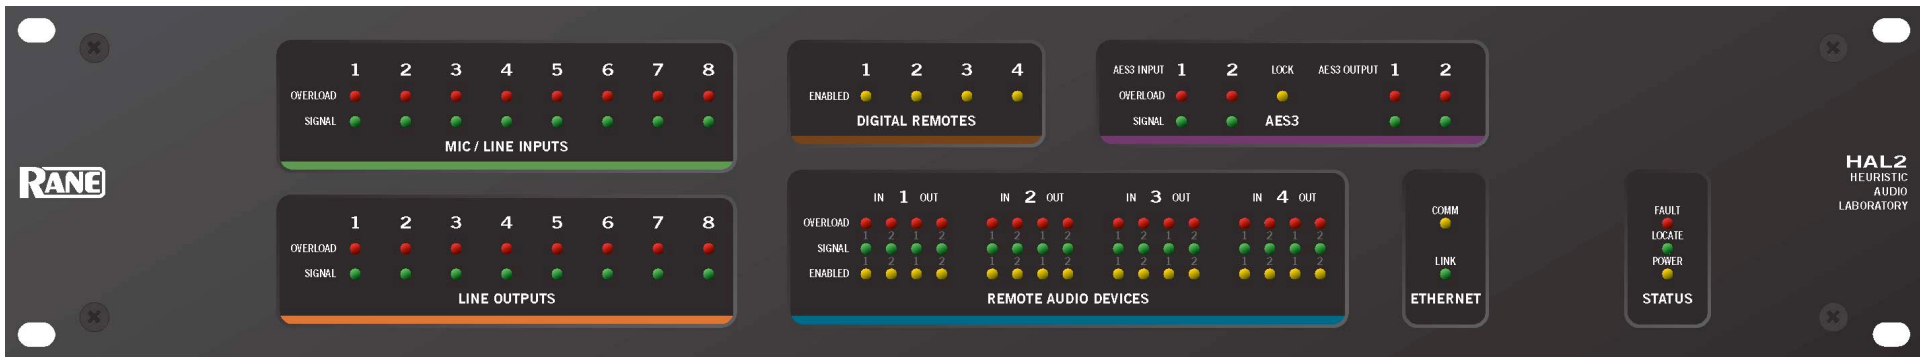 1 2 3 4 5 6 7 8
OVERLOAD
SIGNAL
MIC / LINE INPUTS
1 2 3 4
ENABLED
DIGITAL REMOTES
AES3 INPUT 1 2 LOCK AES3 OUTPUT 1 2
OVERLOAD
SIGNAL AES3
RANE
1 2 3 4 5 6 7 8
OVERLOAD
SIGNAL
LINE OUTPUTS
IN 1 OUT IN 2 OUT IN 3 OUT IN 4 OUT
OVERLOAD
1 2 1 2 1 2 1 2 1 2 1 2 1 2 1 2
SIGNAL
1 2 1 2 1 2 1 2 1 2 1 2 1 2 1 2
ENABLED
REMOTE AUDIO DEVICES
COMM
LINK
ETHERNET
FAULT
LOCATE
POWER
STATUS
HAL2
HEURISTIC
AUDIO
LABORATORY